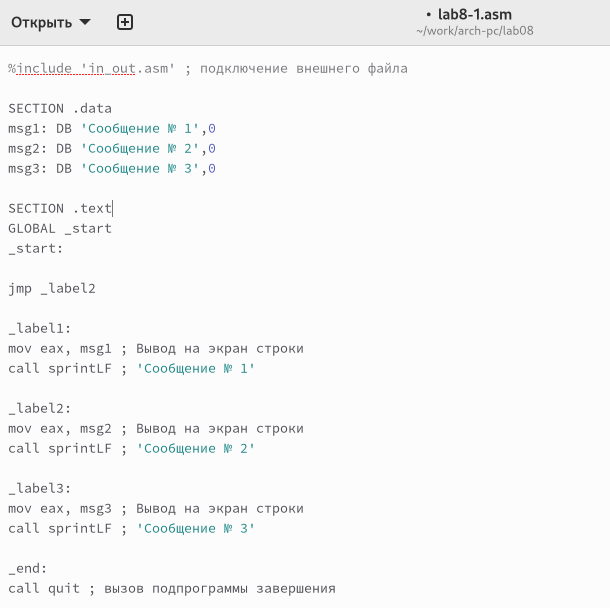 Открыть
• lab8-1.asm
~/work/arch-pc/lab08
%include 'in_out.asm' ; подключение внешнего файла
SECTION .data
msg1: DB 'Сообщение № 1',0
msg2: DB 'Сообщение № 2',0
msg3: DB 'Сообщение № 3',0
SECTION .text
GLOBAL _start
_start:
jmp _label2
_label1:
mov eax, msg1 ; Вывод на экран строки
call sprintLF ; 'Сообщение № 1'
_label2:
mov eax, msg2 ; Вывод на экран строки
call sprintLF ; 'Сообщение № 2'
_label3:
mov eax, msg3 ; Вывод на экран строки
call sprintLF ; 'Сообщение № 3'
_end:
call quit ; вызов подпрограммы завершения